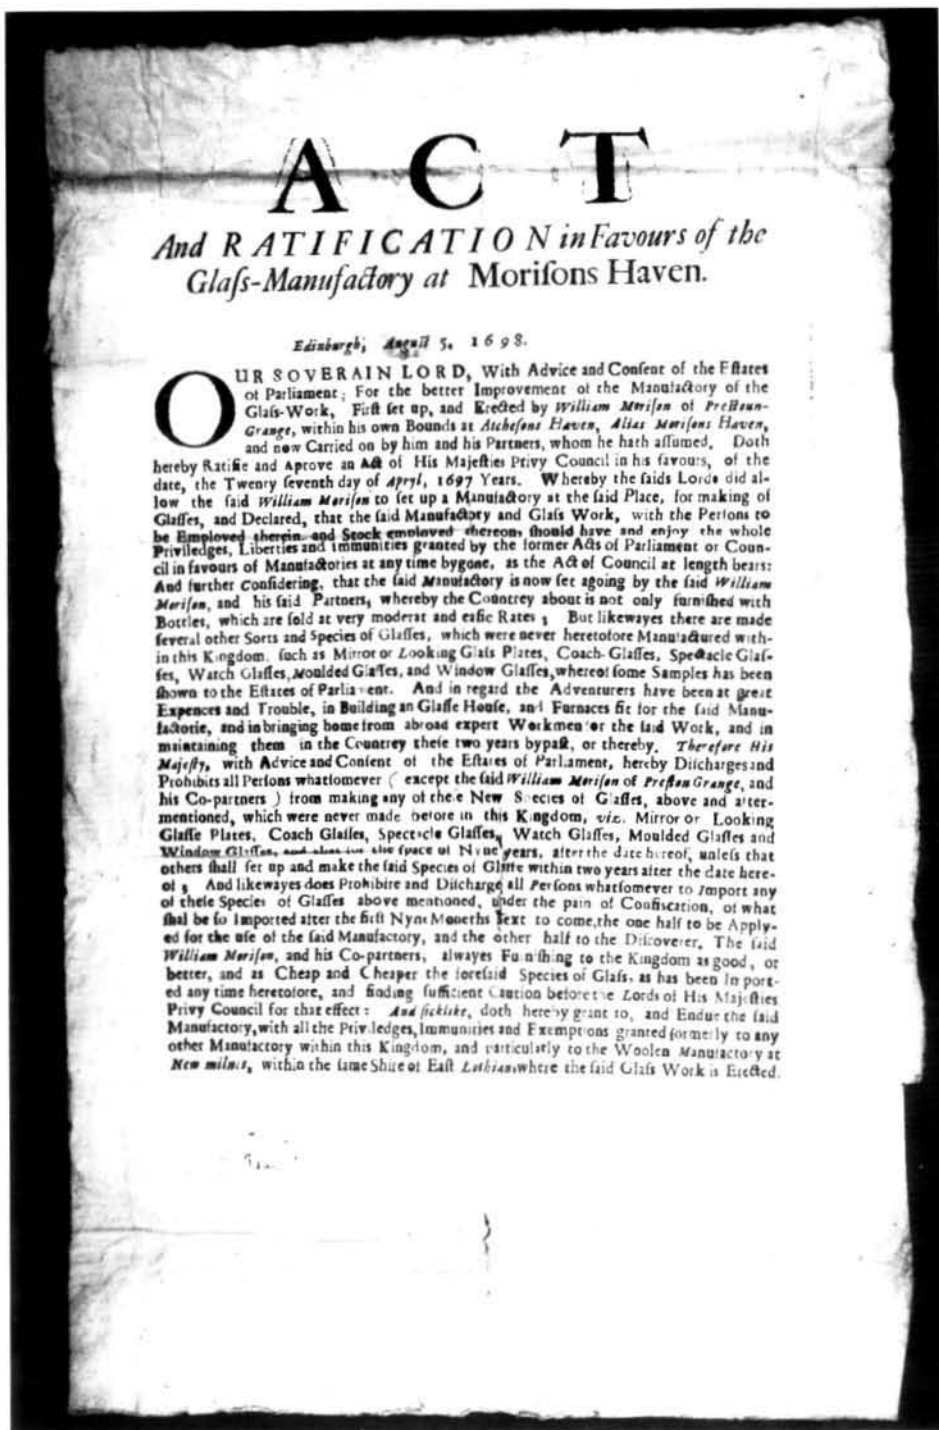 ACT
And RATIFICATION in Favours of the
Glaſs-Manufactory at Moriſons Haven.
Edinburgh, Auguſt 5. 1698.
OUR SOVERAIN LORD, With Advice and Conſent of the Eſtates
of Parliament; For the better Improvement of the Manufactory of the
Glaſs-Work, Firſt ſet up, and Erected by William Moriſon of Preſtoun-
Grange, within his own Bounds at Atcheſons Haven, Alias Moriſons Haven,
and now Carried on by him and his Partners, whom he hath aſſumed, Doth
hereby Ratifie and Aprove an Act of His Majeſties Privy Council in his favours, of the
date, the Twenty ſeventh day of Apryl, 1697 Years. Whereby the ſaids Lords did al-
low the ſaid William Moriſon to ſet up a Manufactory at the ſaid Place, for making of
Glaſſes, and Declared, that the ſaid Manufactory and Glaſs Work, with the Perſons to
be Employed therein, and Stock employed thereon, ſhould have and enjoy the whole
Priviledges, Liberties and immunities granted by the former Acts of Parliament or Coun-
cil in favours of Manufactories at any time bygone, as the Act of Council at length bears:
And further Conſidering, that the ſaid Manufactory is now ſet agoing by the ſaid William
Moriſon, and his ſaid Partners, whereby the Countrey about is not only furniſhed with
Bottles, which are ſold at very moderat and eaſie Rates; But likewayes there are made
ſeveral other Sorts and Species of Glaſſes, which were never heretofore Manufactured with-
in this Kingdom, ſuch as Mirror or Looking Glaſs Plates, Coach-Glaſſes, Spectacle Glaſ-
ſes, Watch Glaſſes, Moulded Glaſſes, and Window Glaſſes, whereof ſome Samples has been
ſhown to the Eſtates of Parliament. And in regard the Adventurers have been at great
Expences and Trouble, in Building an Glaſſe Houſe, and Furnaces fit for the ſaid Manu-
factorie, and in bringing home from abroad expert Workmen for the ſaid Work, and in
maintaining them in the Countrey theſe two years bypaſt, or thereby. Therefore His
Majeſty, with Advice and Conſent of the Eſtates of Parliament, hereby Diſcharges and
Prohibits all Perſons whatſomever ( except the ſaid William Moriſon of Preſton Grange, and
his Co-partners ) from making any of theſe New Species of Glaſſes, above and after-
mentioned, which were never made before in this Kingdom, viz. Mirror or Looking
Glaſſe Plates, Coach Glaſſes, Spectacle Glaſſes, Watch Glaſſes, Moulded Glaſſes and
Window Glaſſes, and that for the ſpace of Nyne years, after the date hereof, unleſs that
others ſhall ſet up and make the ſaid Species of Glaſſe within two years after the date here-
of; And likewayes does Prohibite and Diſcharge all Perſons whatſomever to Import any
of theſe Species of Glaſſes above mentioned, under the pain of Confiſcation, of what
ſhal be ſo Imported after the firſt Nyne Moneths next to come, the one half to be Apply-
ed for the uſe of the ſaid Manufactory, and the other half to the Diſcoverer, The ſaid
William Moriſon, and his Co-partners, alwayes Furniſhing to the Kingdom as good, or
better, and as Cheap and Cheaper the foreſaid Species of Glaſs, as has been Import-
ed any time heretofore, and finding ſufficient Caution before the Lords of His Majeſties
Privy Council for that effect: And ſicklike, doth hereby grant to, and Endue the ſaid
Manufactory, with all the Priviledges, Immunities and Exemptions granted formerly to any
other Manufactory within this Kingdom, and particularly to the Woolen Manufactory at
New milnes, within the ſame Shire of Eaſt Lothian, where the ſaid Glaſs Work is Erected.